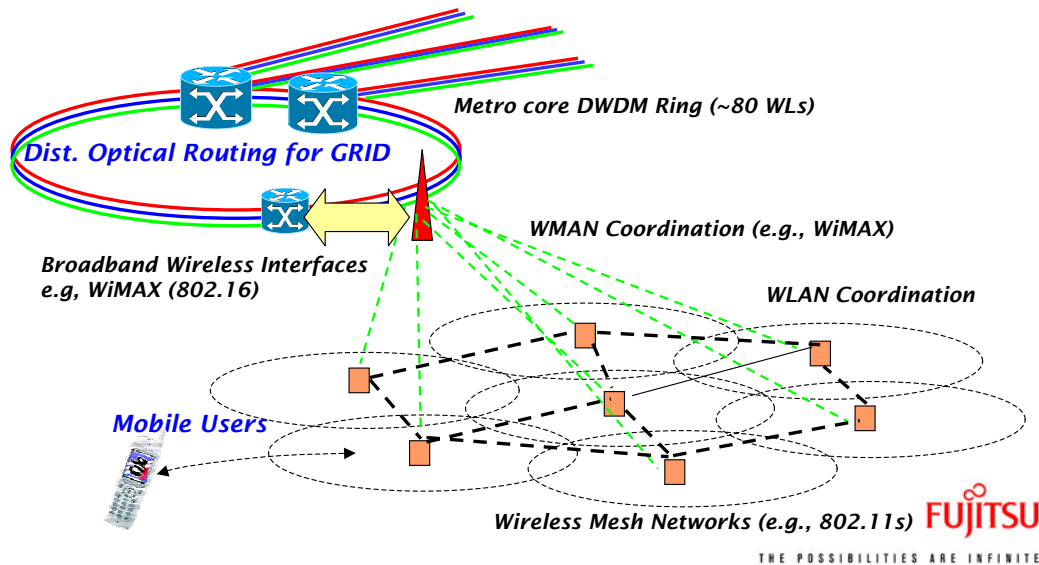 Metro core DWDM Ring (~80 WLs)
Dist. Optical Routing for GRID
WMAN Coordination (e.g., WiMAX)
Broadband Wireless Interfaces
e.g, WiMAX (802.16)
WLAN Coordination
Mobile Users
Wireless Mesh Networks (e.g., 802.11s)
FUJITSU
THE POSSIBILITIES ARE INFINITE